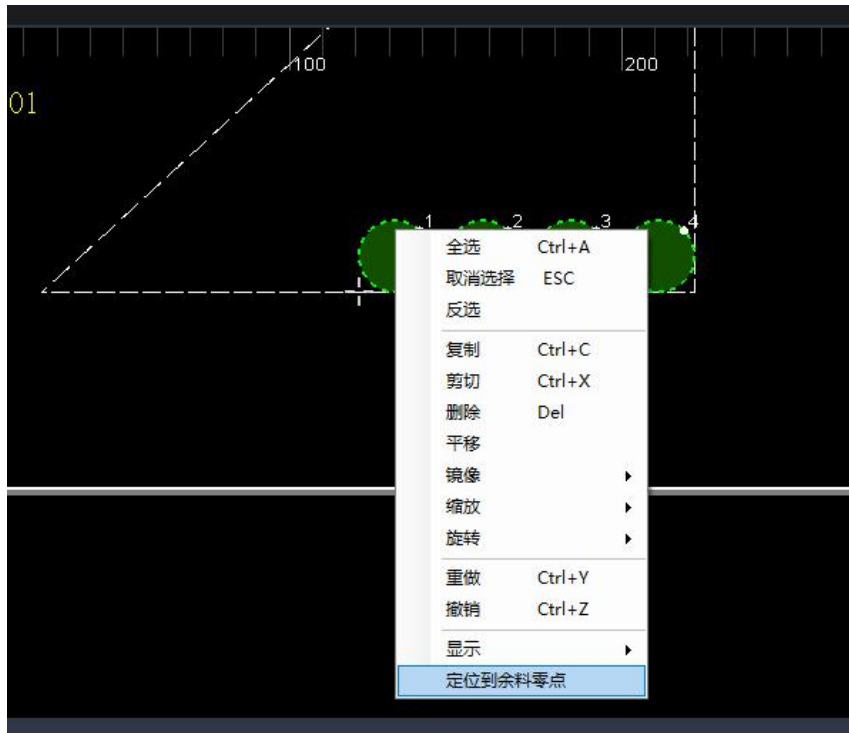 100
200
01
1
2
3
4
全选 Ctrl+A
取消选择 ESC
反选
复制 Ctrl+C
剪切 Ctrl+X
删除 Del
平移
镜像
缩放
旋转
重做 Ctrl+Y
撤销 Ctrl+Z
显示
定位到余料零点